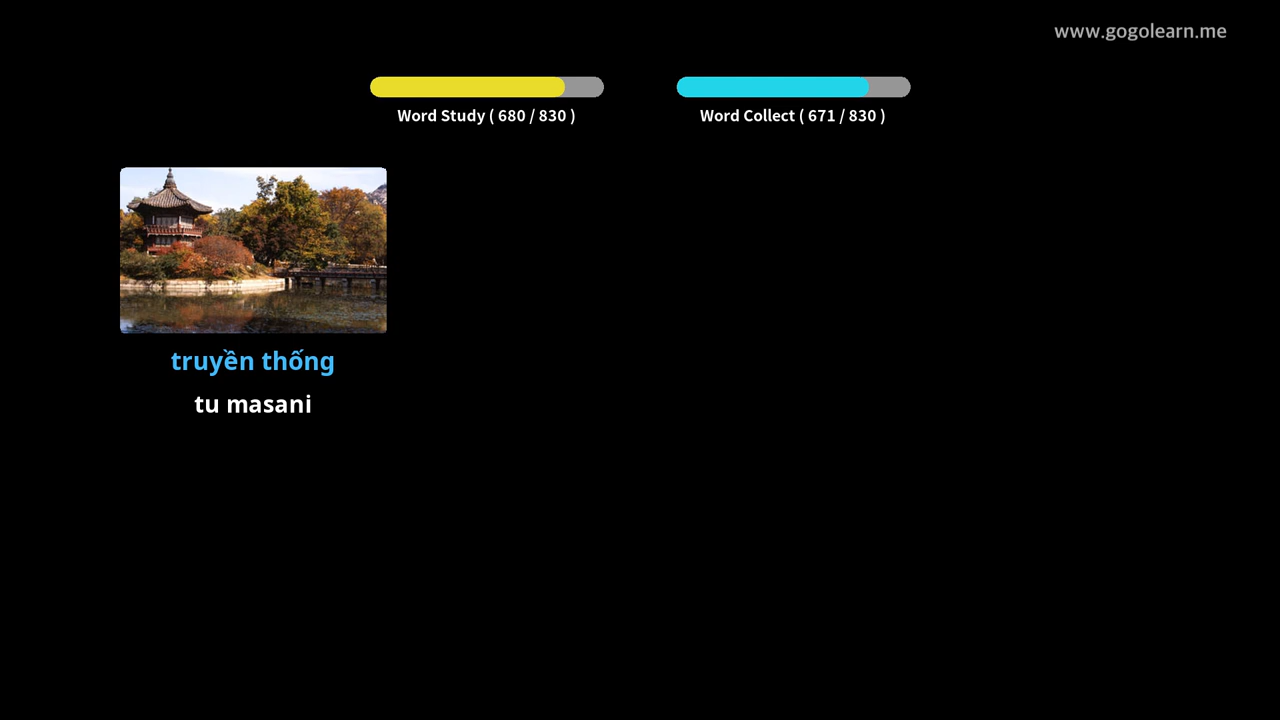 www.gogolearn.me
Word Study ( 680 / 830 )
Word Collect ( 671 / 830 )
truyền thống
tu masani